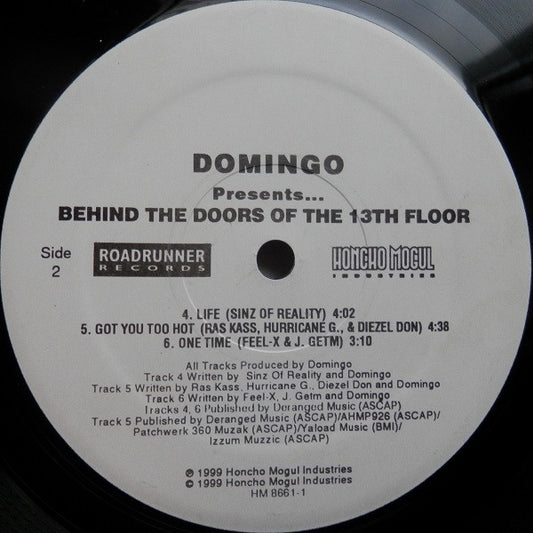 DOMINGO
Presents...
BEHIND THE DOORS OF THE 13TH FLOOR
Side
2
ROADRUNNER
RECORDS
HONCHO MOGUL
INDUSTRIES
4. LIFE (SINZ OF REALITY) 4:02
5. GOT YOU TOO HOT (RAS KASS, HURRICANE G., & DIEZEL DON) 4:38
6. ONE TIME (FEEL-X & J. GETM) 3:10
All Tracks Produced by Domingo
Track 4 Written by Sinz Of Reality and Domingo
Track 5 Written by Ras Kass, Hurricane G., Diezel Don and Domingo
Track 6 Written by Feel-X, J. Getm and Domingo
Tracks 4, 6 Published by Deranged Music (ASCAP)
Track 5 Published by Deranged Music (ASCAP)/AHMP926 (ASCAP)/
Patchwerk 360 Muzak (ASCAP)/Yaload Music (BMI)/
Izzum Muzzic (ASCAP)
℗ 1999 Honcho Mogul Industries
© 1999 Honcho Mogul Industries
HM 8661-1